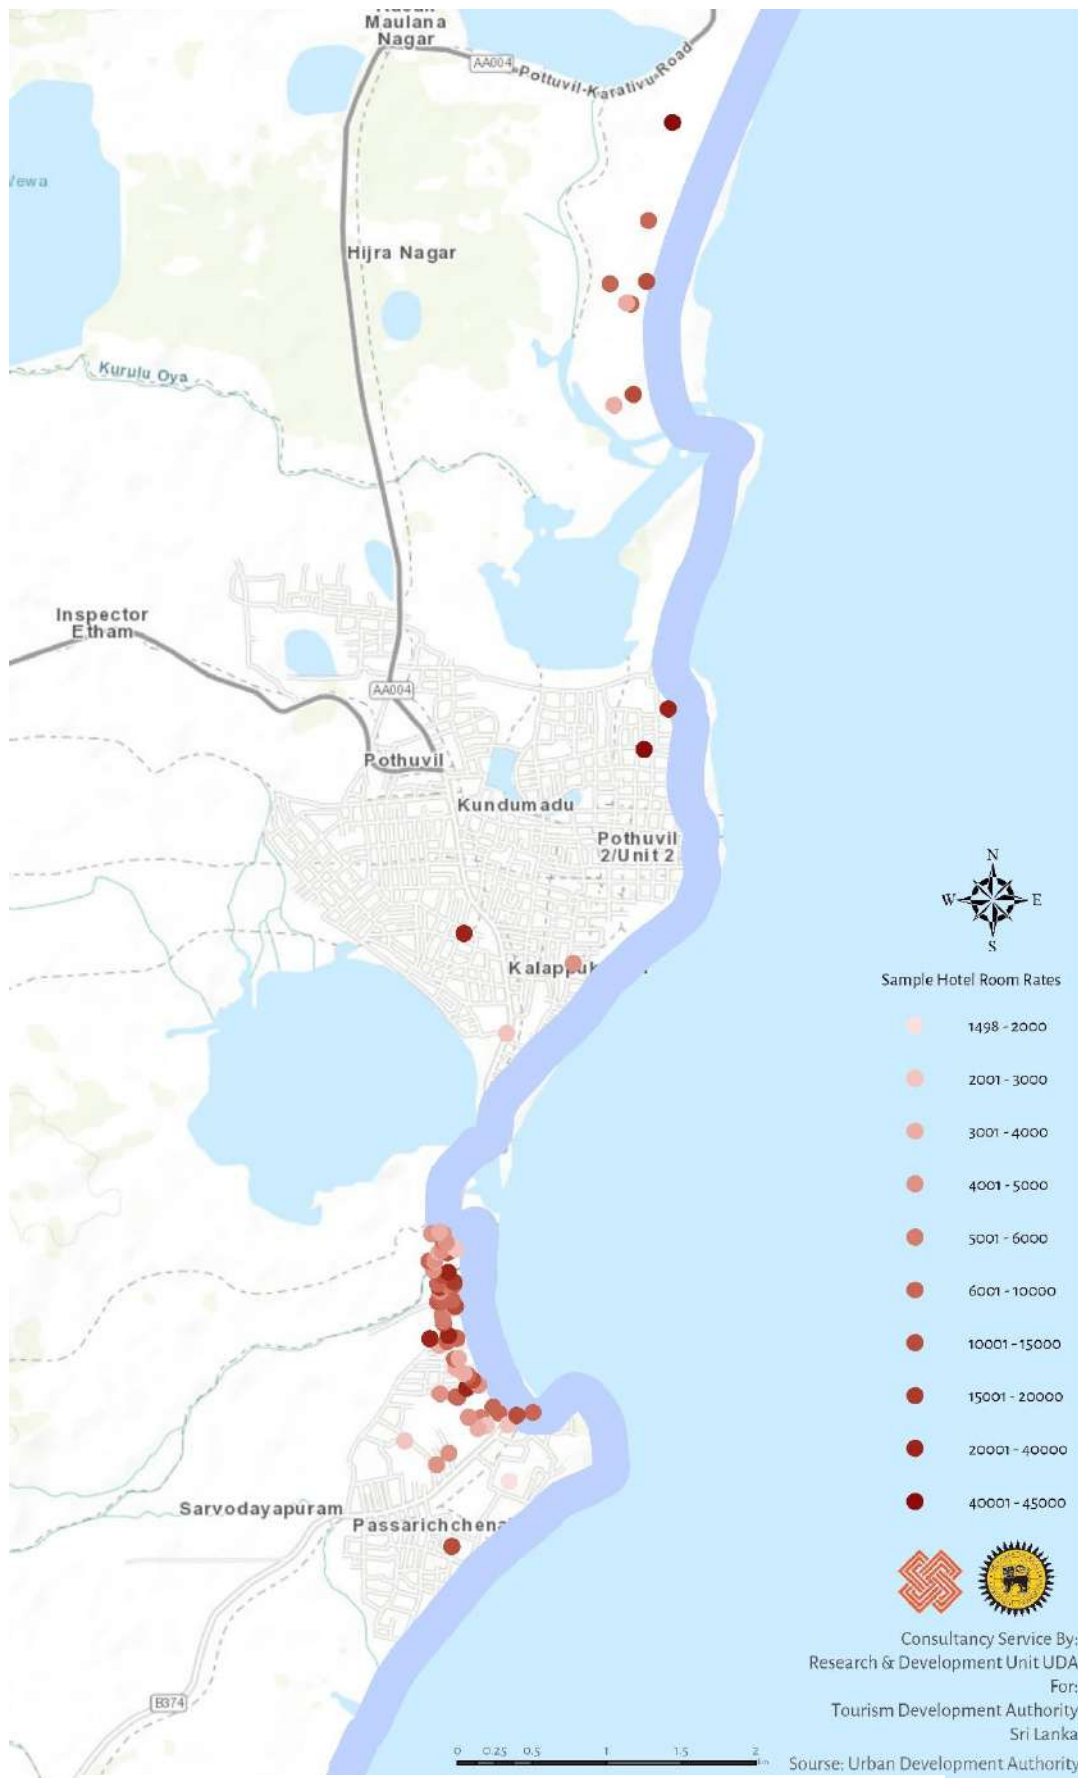 Maulana
Nagar
AA004
Pottuvil-Karativu-Road
Hijra Nagar
Kurulu Oya
Inspector
Etham
AA004
Pothuvil
Kundumadu
Pothuvil
2/Unit 2
N
W
E
S
Sample Hotel Room Rates
1498 - 2000
2001 - 3000
3001 - 4000
4001 - 5000
5001 - 6000
6001 - 10000
10001 - 15000
15001 - 20000
20001 - 40000
40001 - 45000
Sarvodayapuram
Passarichchena
B374
Consultancy Service By:
Research & Development Unit UDA
For:
Tourism Development Authority
Sri Lanka
Sourse: Urban Development Authority
0 0.25 0.5 1 1.5 2